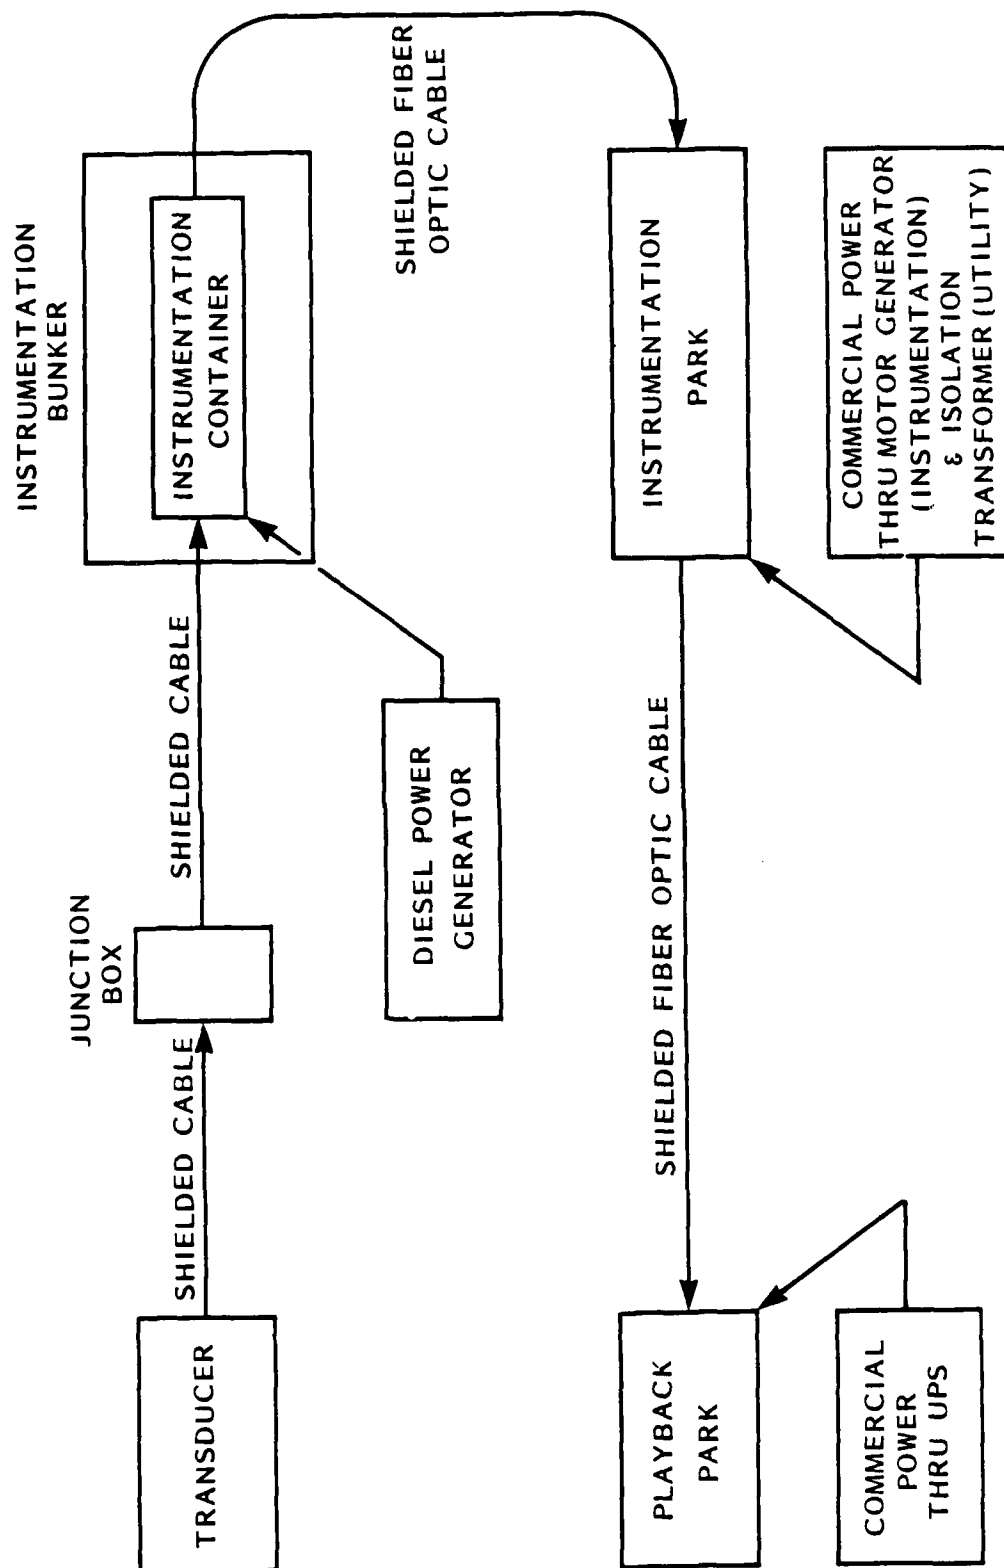 INSTRUMENTATION
BUNKER
JUNCTION
BOX
TRANSDUCER
SHIELDED CABLE
SHIELDED CABLE
INSTRUMENTATION
CONTAINER
SHIELDED FIBER
OPTIC CABLE
DIESEL POWER
GENERATOR
PLAYBACK
PARK
SHIELDED FIBER OPTIC CABLE
INSTRUMENTATION
PARK
COMMERCIAL
POWER
THRU UPS
COMMERCIAL POWER
THRU MOTOR GENERATOR
(INSTRUMENTATION)
& ISOLATION
TRANSFORMER (UTILITY)